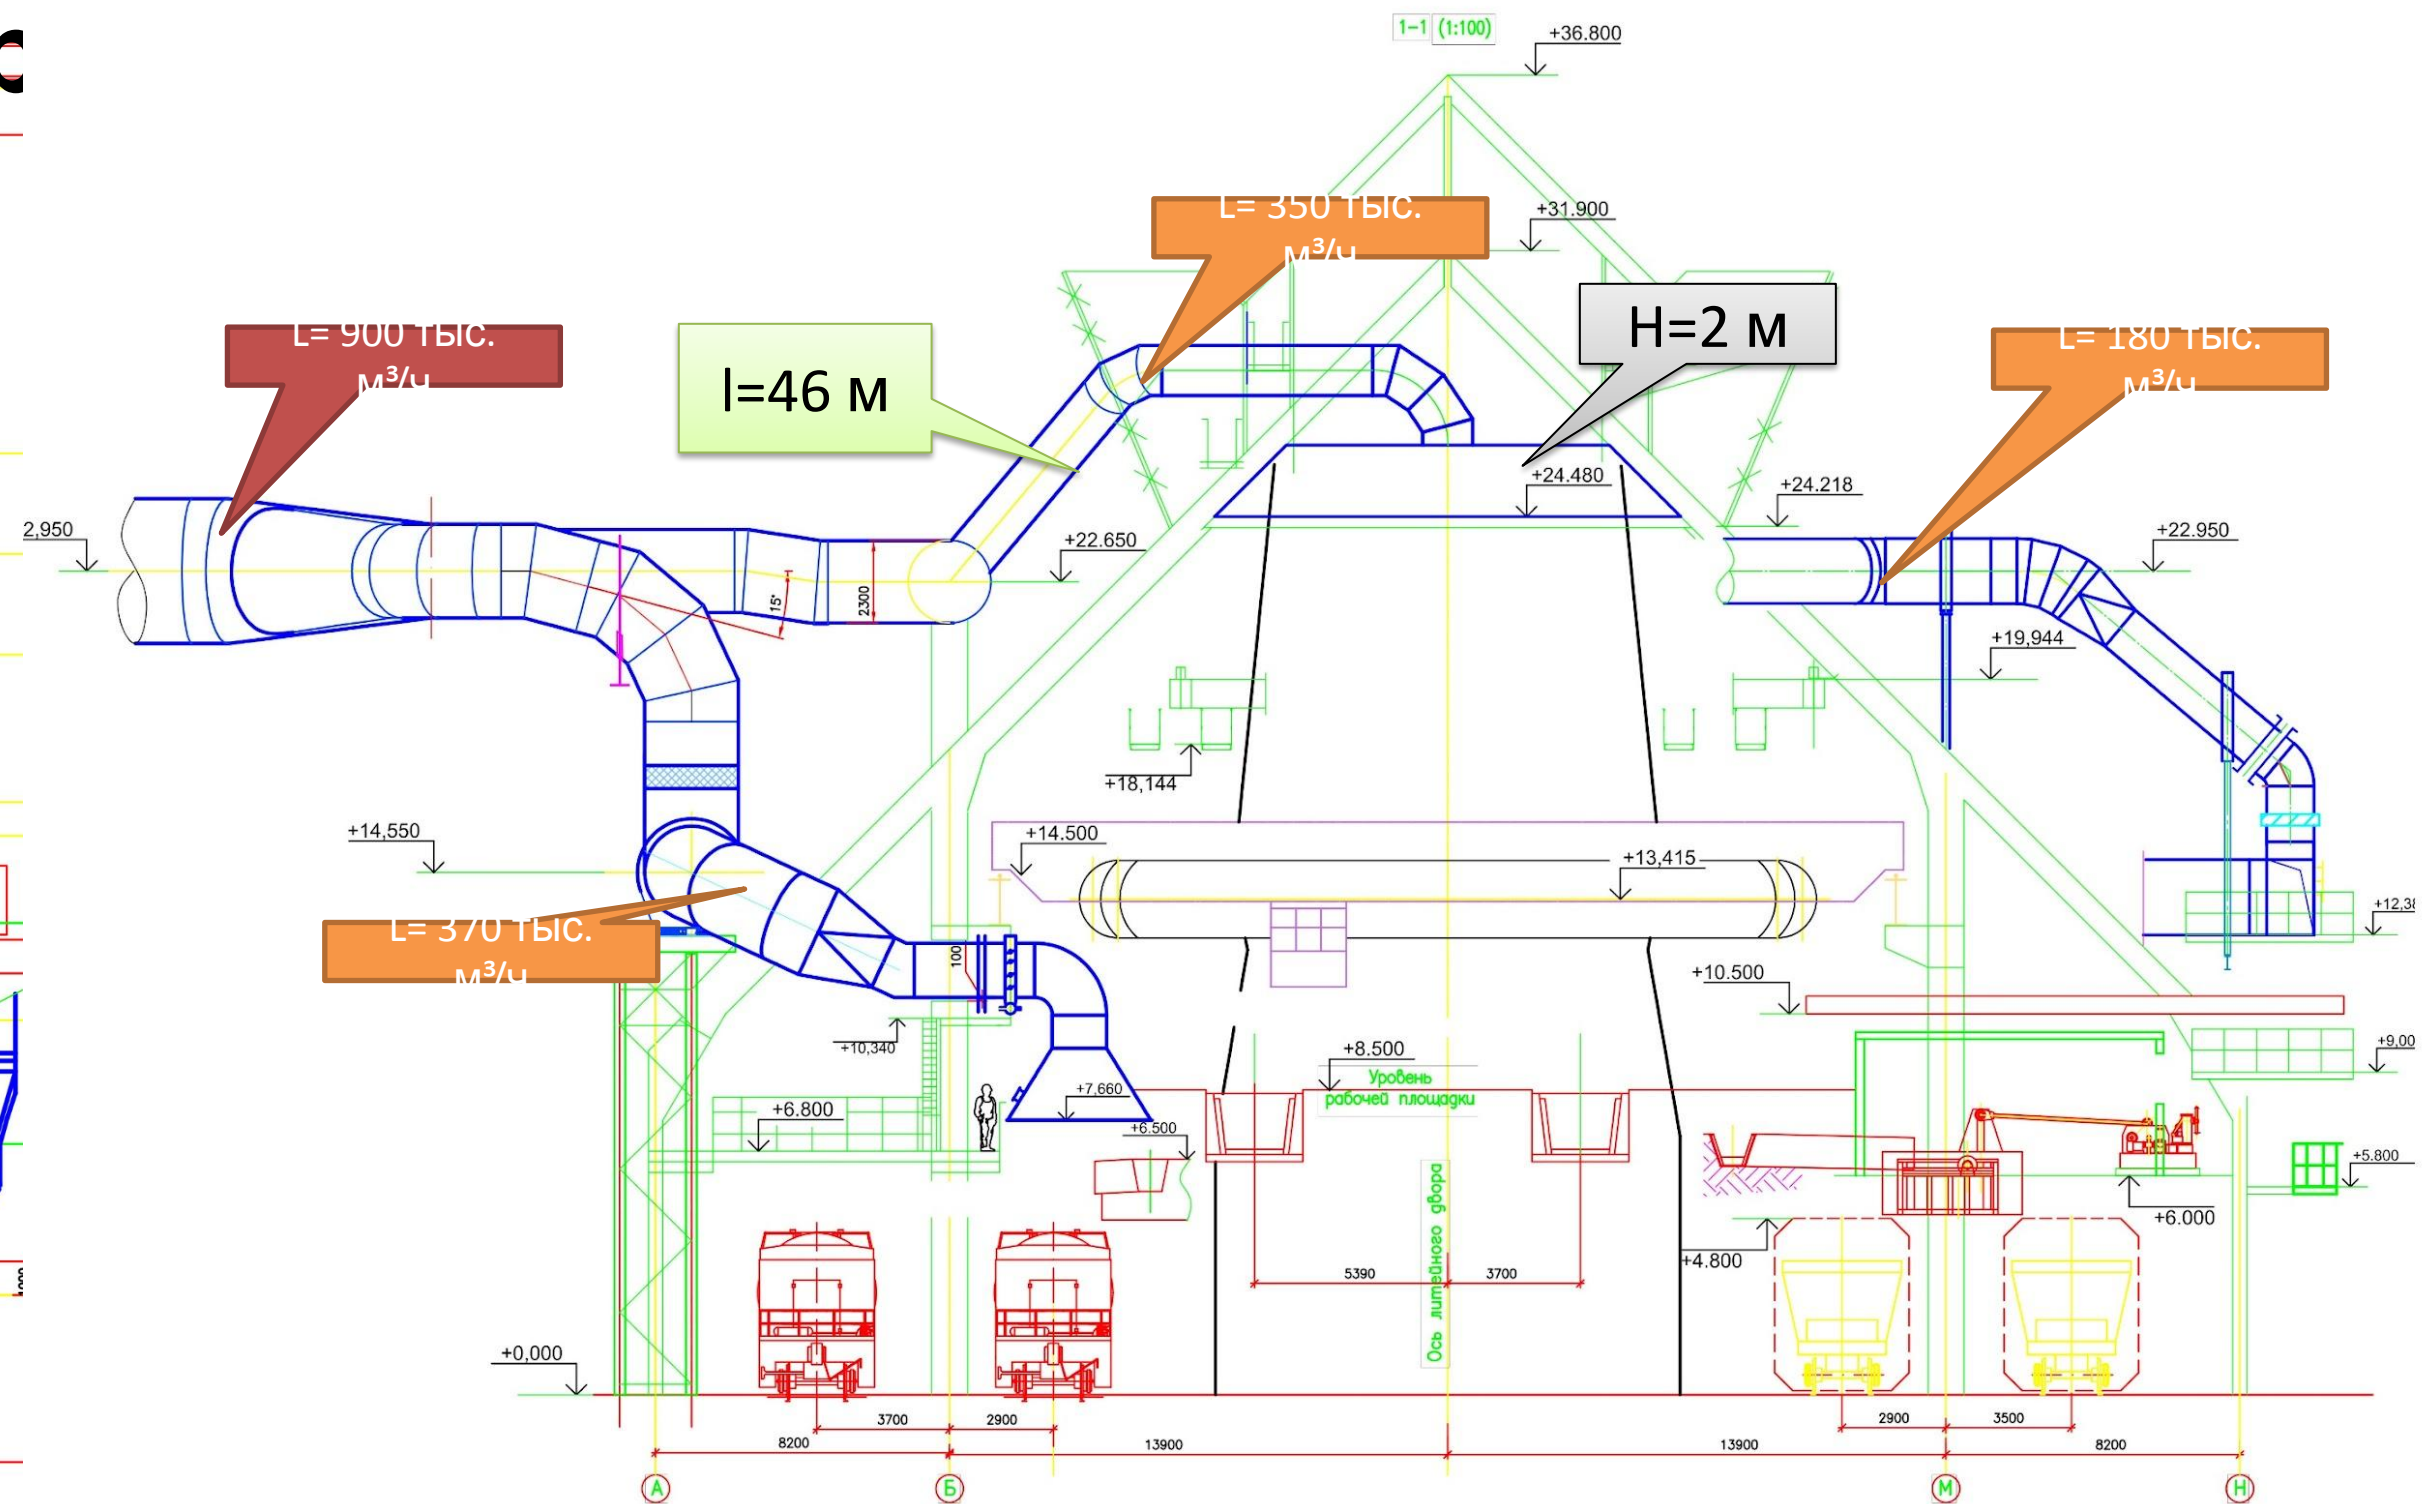 1-1 (1:100)
+36.800
L= 350 тыс.
м³/ч
+31.900
H=2 м
L= 900 тыс.
м³/ч
l=46 м
L= 180 тыс.
м³/ч
+24.480
+24.218
2,950
+22.650
+22.950
15°
2300
+19,944
+18,144
+14,550
+14.500
+13,415
L= 370 тыс.
м³/ч
100
+12,38
+10.500
+10,340
+8.500
+9,00
Уровень
рабочей площадки
+7,660
+6.800
+6.500
+5.800
+6.000
+4.800
Ось литейного двора
5390
3700
+0,000
3700
2900
2900
3500
8200
13900
13900
8200
А
Б
М
Н